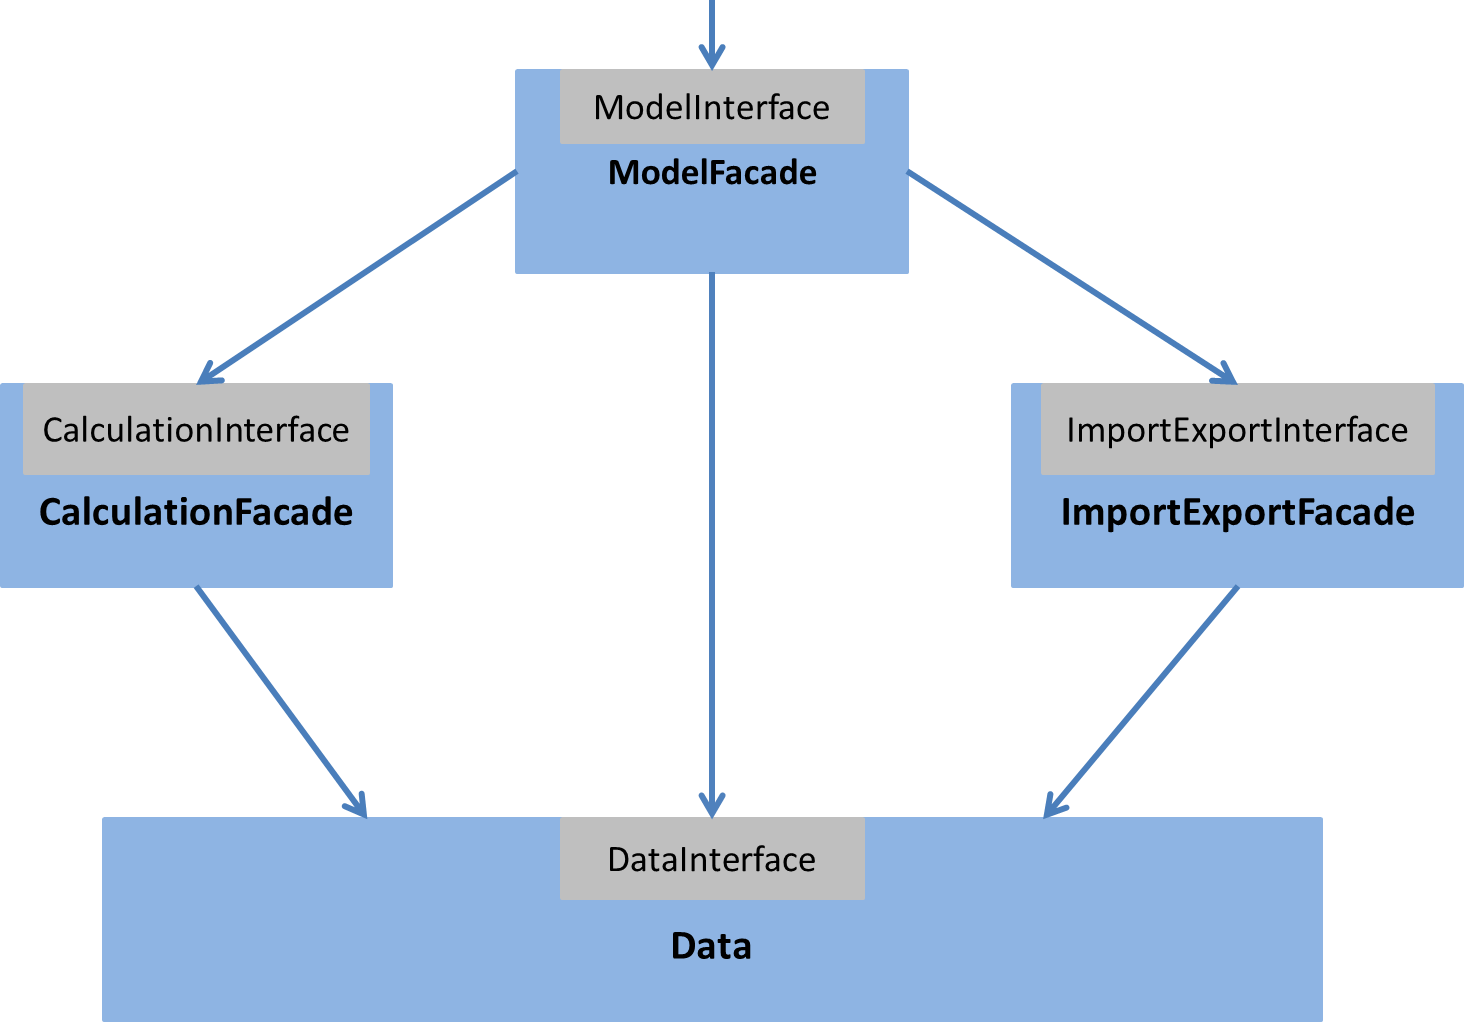 ModelInterface
ModelFacade
CalculationInterface
CalculationFacade
ImportExportInterface
ImportExportFacade
DataInterface
Data